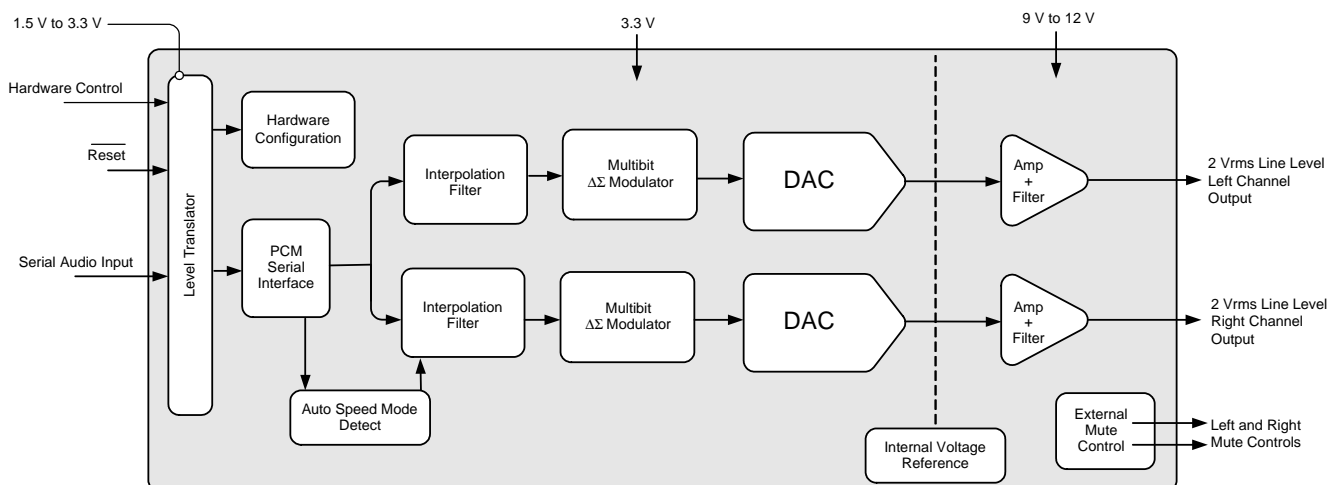 1.5 V to 3.3 V
3.3 V
9 V to 12 V
Hardware Control
Reset
Serial Audio Input
Level Translator
Hardware
Configuration
PCM
Serial
Interface
Auto Speed Mode
Detect
Interpolation
Filter
Multibit
ΔΣ Modulator
DAC
Amp
+
Filter
2 Vrms Line Level
Left Channel
Output
Interpolation
Filter
Multibit
ΔΣ Modulator
DAC
Amp
+
Filter
2 Vrms Line Level
Right Channel
Output
Internal Voltage
Reference
External
Mute
Control
Left and Right
Mute Controls